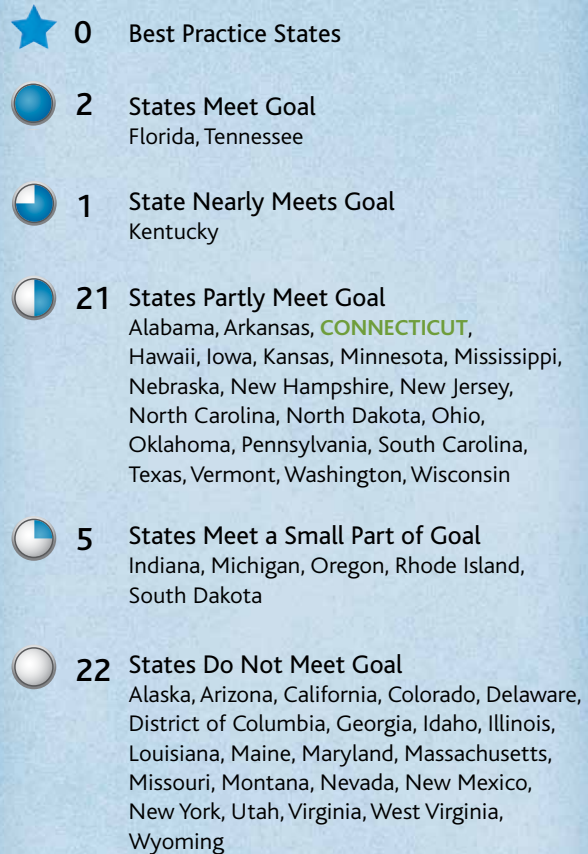 0 Best Practice States
2 States Meet Goal
Florida, Tennessee
1 State Nearly Meets Goal
Kentucky
21 States Partly Meet Goal
Alabama, Arkansas, CONNECTICUT,
Hawaii, Iowa, Kansas, Minnesota, Mississippi,
Nebraska, New Hampshire, New Jersey,
North Carolina, North Dakota, Ohio,
Oklahoma, Pennsylvania, South Carolina,
Texas, Vermont, Washington, Wisconsin
5 States Meet a Small Part of Goal
Indiana, Michigan, Oregon, Rhode Island,
South Dakota
22 States Do Not Meet Goal
Alaska, Arizona, California, Colorado, Delaware,
District of Columbia, Georgia, Idaho, Illinois,
Louisiana, Maine, Maryland, Massachusetts,
Missouri, Montana, Nevada, New Mexico,
New York, Utah, Virginia, West Virginia,
Wyoming